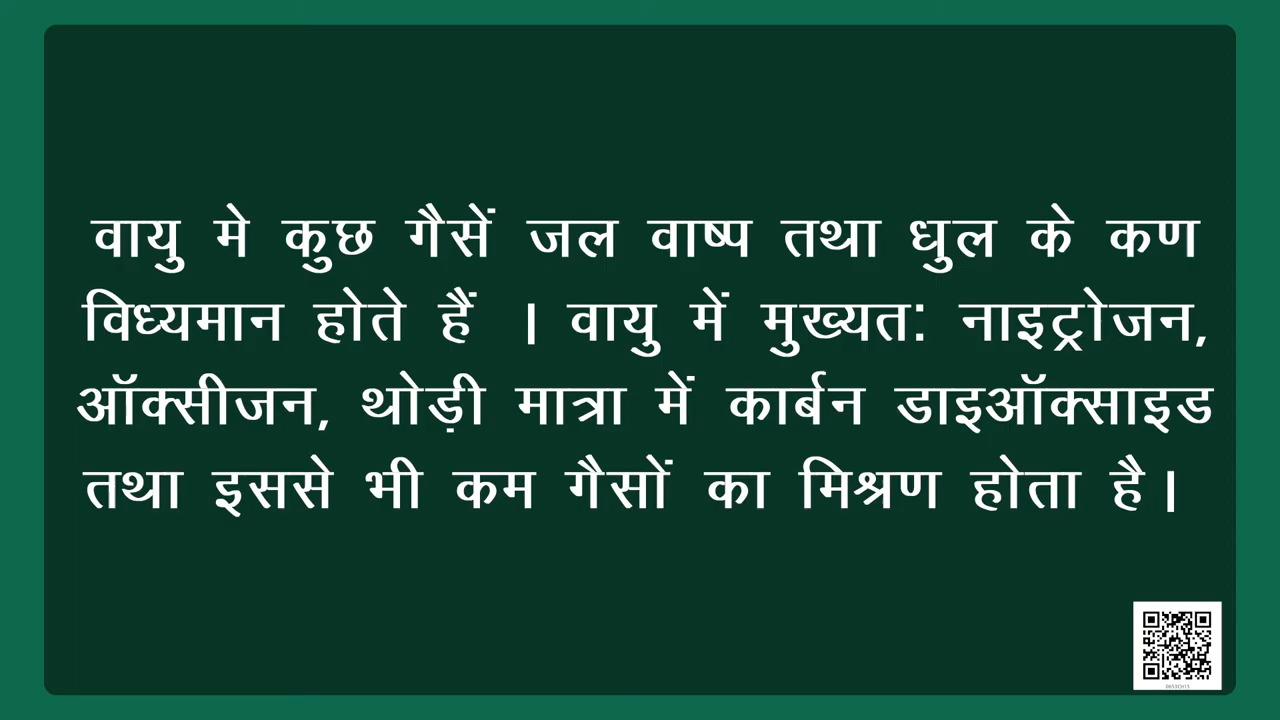 वायु मे कुछ गैसें जल वाष्प तथा धुल के कण
विध्यमान होते हैं । वायु में मुख्यत: नाइट्रोजन,
ऑक्सीजन, थोड़ी मात्रा में कार्बन डाइऑक्साइड
तथा इससे भी कम गैसों का मिश्रण होता है।